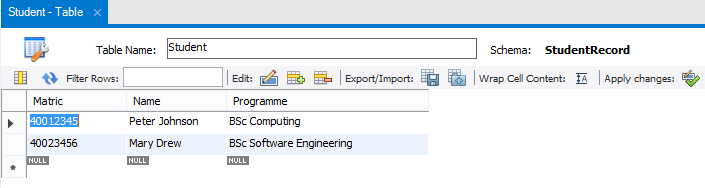 Student - Table ×
Table Name: Student Schema: StudentRecord
Filter Rows: Edit: Export/Import: Wrap Cell Content: IA Apply changes:
Matric Name Programme
40012345 Peter Johnson BSc Computing
40023456 Mary Drew BSc Software Engineering
NULL NULL NULL